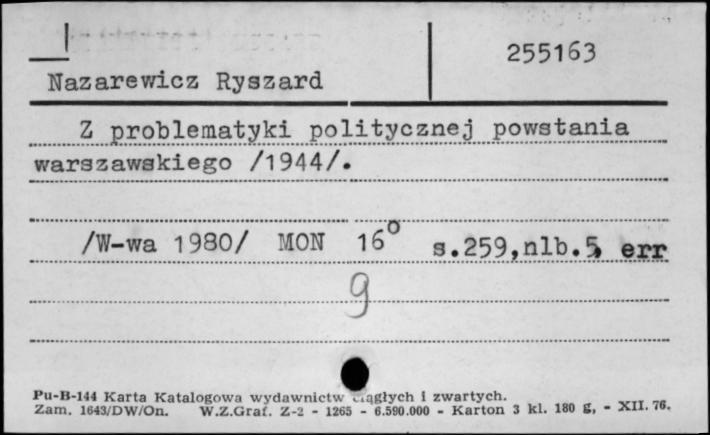 255163
Nazarewicz Ryszard
Z problematyki politycznej powstania
warszawskiego /1944/.
/W-wa 1980/ MON 16° s.259,nlb.5, err
9
Pu-B-144 Karta Katalogowa wydawnictw ciągłych i zwartych.
Zam. 1643/DW/On. W.Z.Graf. Z-2 - 1265 - 6.590.000 - Karton 3 kl. 180 g, - XII. 76.